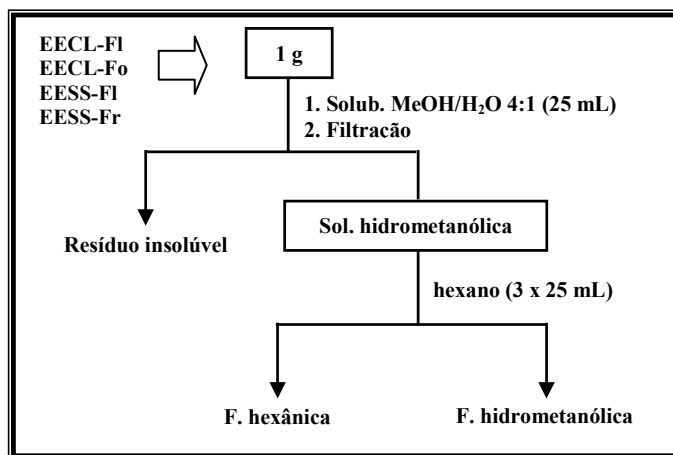 EECL-Fl
EECL-Fo
EESS-Fl
EESS-Fr
1 g
1. Solub. MeOH/H₂O 4:1 (25 mL)
2. Filtração
Resíduo insolúvel
Sol. hidrometanólica
hexano (3 x 25 mL)
F. hexânica
F. hidrometanólica